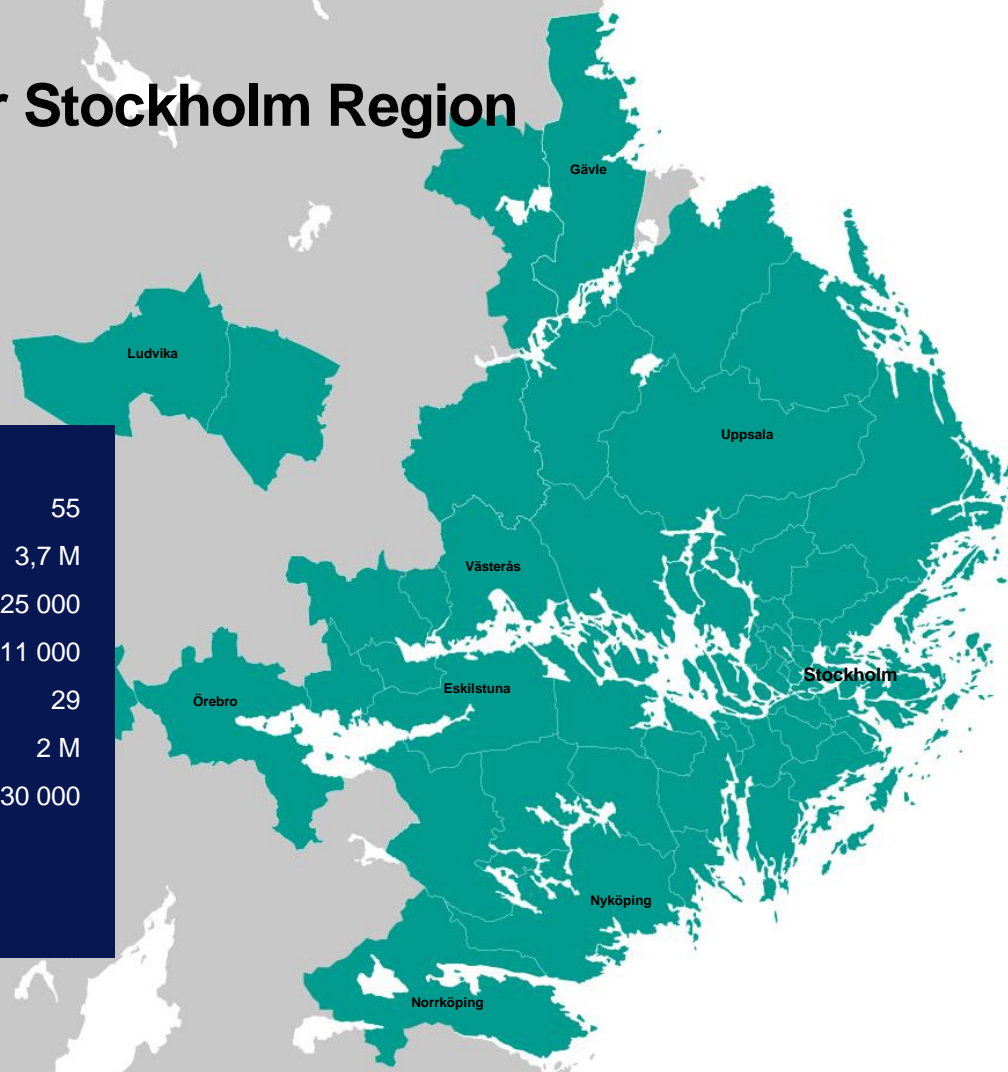 r Stockholm Region
Gävle
Ludvika
Uppsala
55
3,7 M
Västerås
25 000
11 000
Stockholm
Eskilstuna
Örebro
29
2 M
30 000
Nyköping
Norrköping